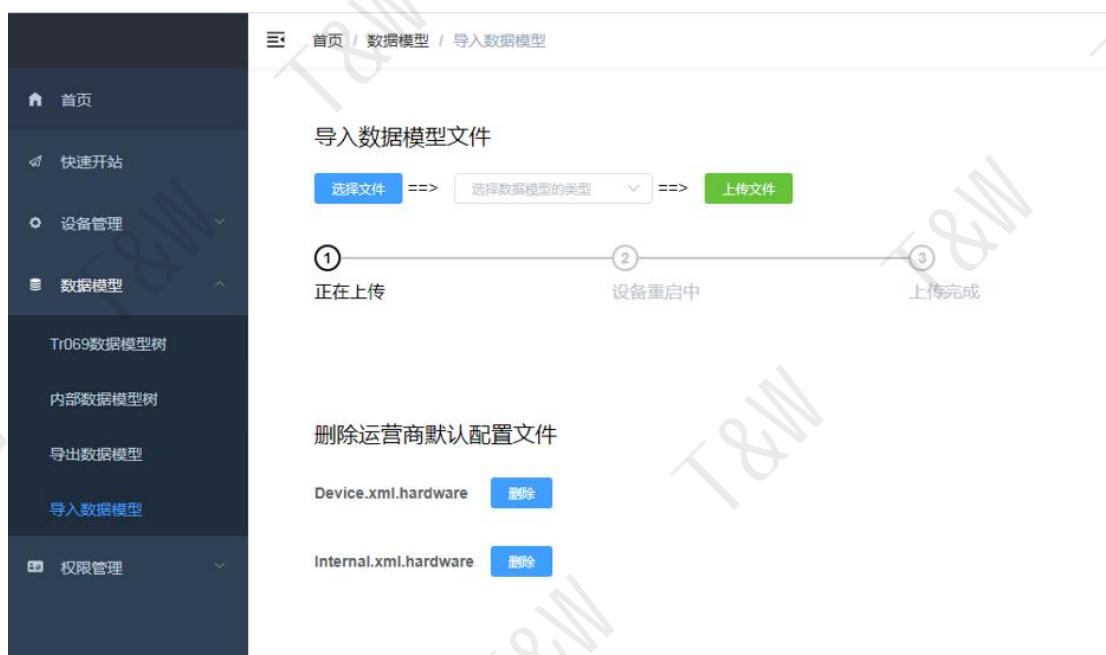 首页 / 数据模型 / 导入数据模型
首页
快速开站
设备管理
数据模型
Tr069数据模型树
内部数据模型树
导出数据模型
导入数据模型
权限管理
导入数据模型文件
选择文件 ==> 选择数据模型的类型 ==> 上传文件
1 2 3
正在上传 设备重启中 上传完成
删除运营商默认配置文件
Device.xml.hardware 删除
Internal.xml.hardware 删除
T&W
T&W
T&W
T&W
T&W